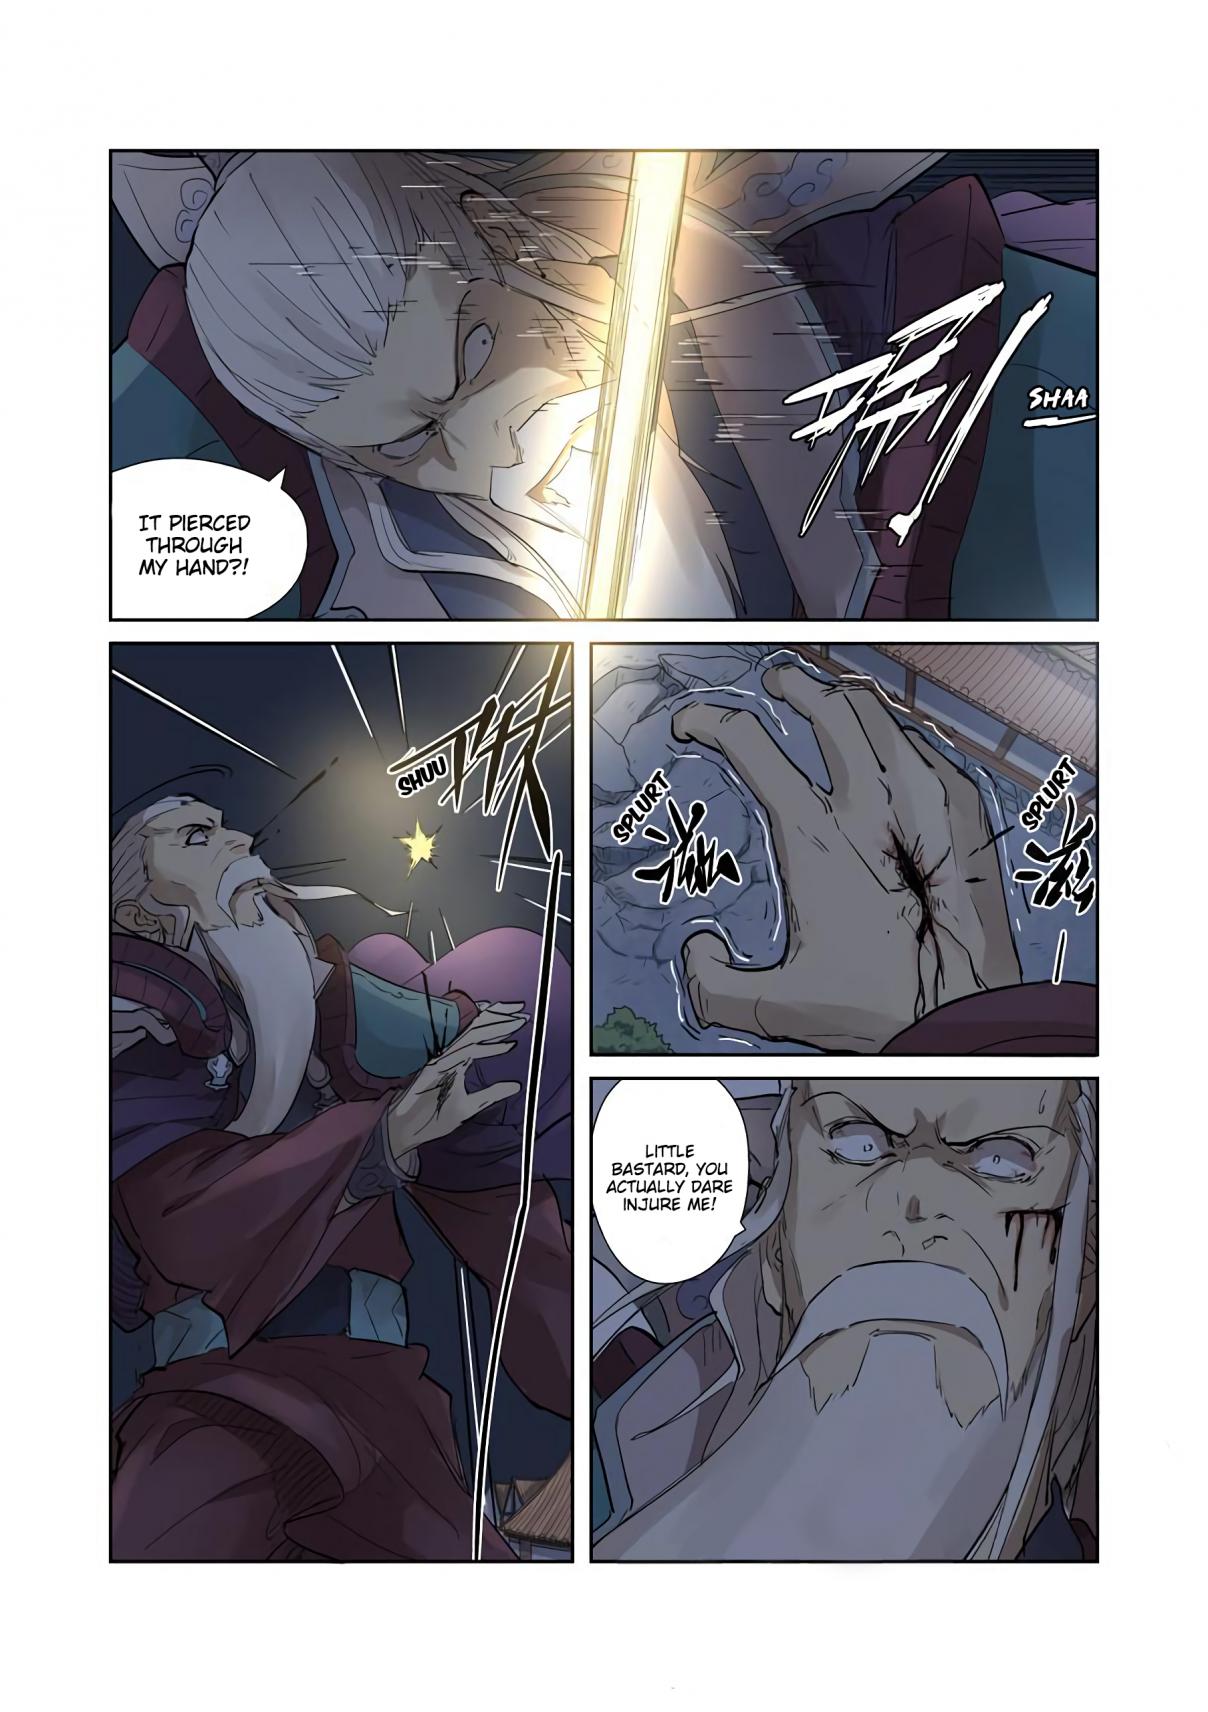 SHAA
IT PIERCED
THROUGH
MY HAND?!
SHUU
SPLURT
SPLURT
LITTLE
BASTARD, YOU
ACTUALLY DARE
INJURE ME!